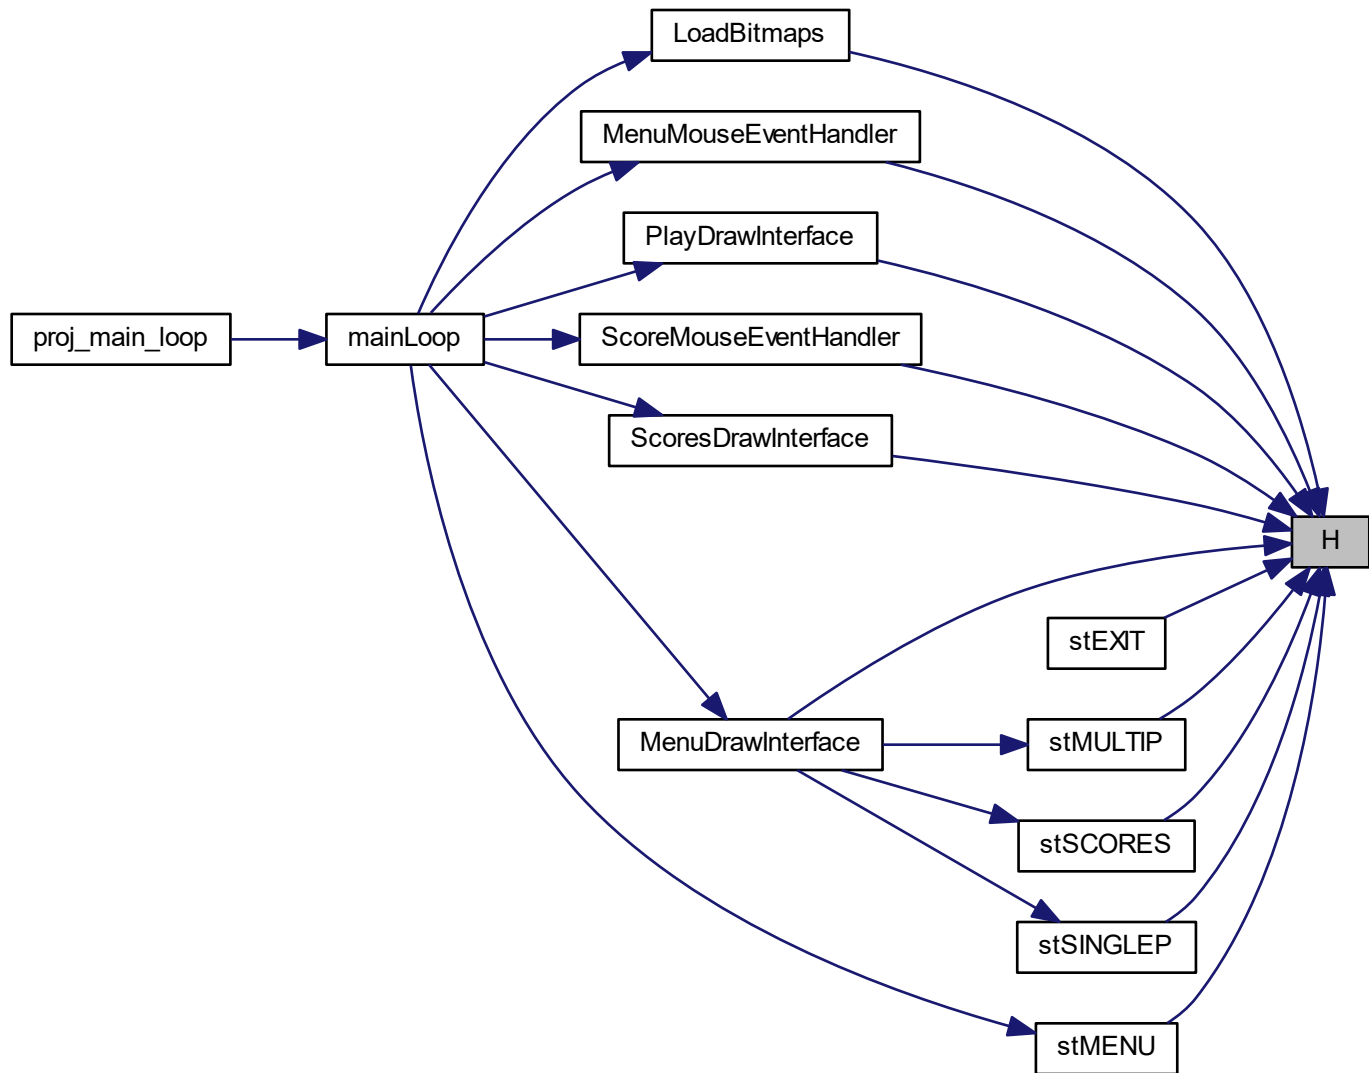 LoadBitmaps
MenuMouseEventHandler
PlayDrawInterface
proj_main_loop
mainLoop
ScoreMouseEventHandler
ScoresDrawInterface
H
stEXIT
MenuDrawInterface
stMULTIP
stSCORES
stSINGLEP
stMENU